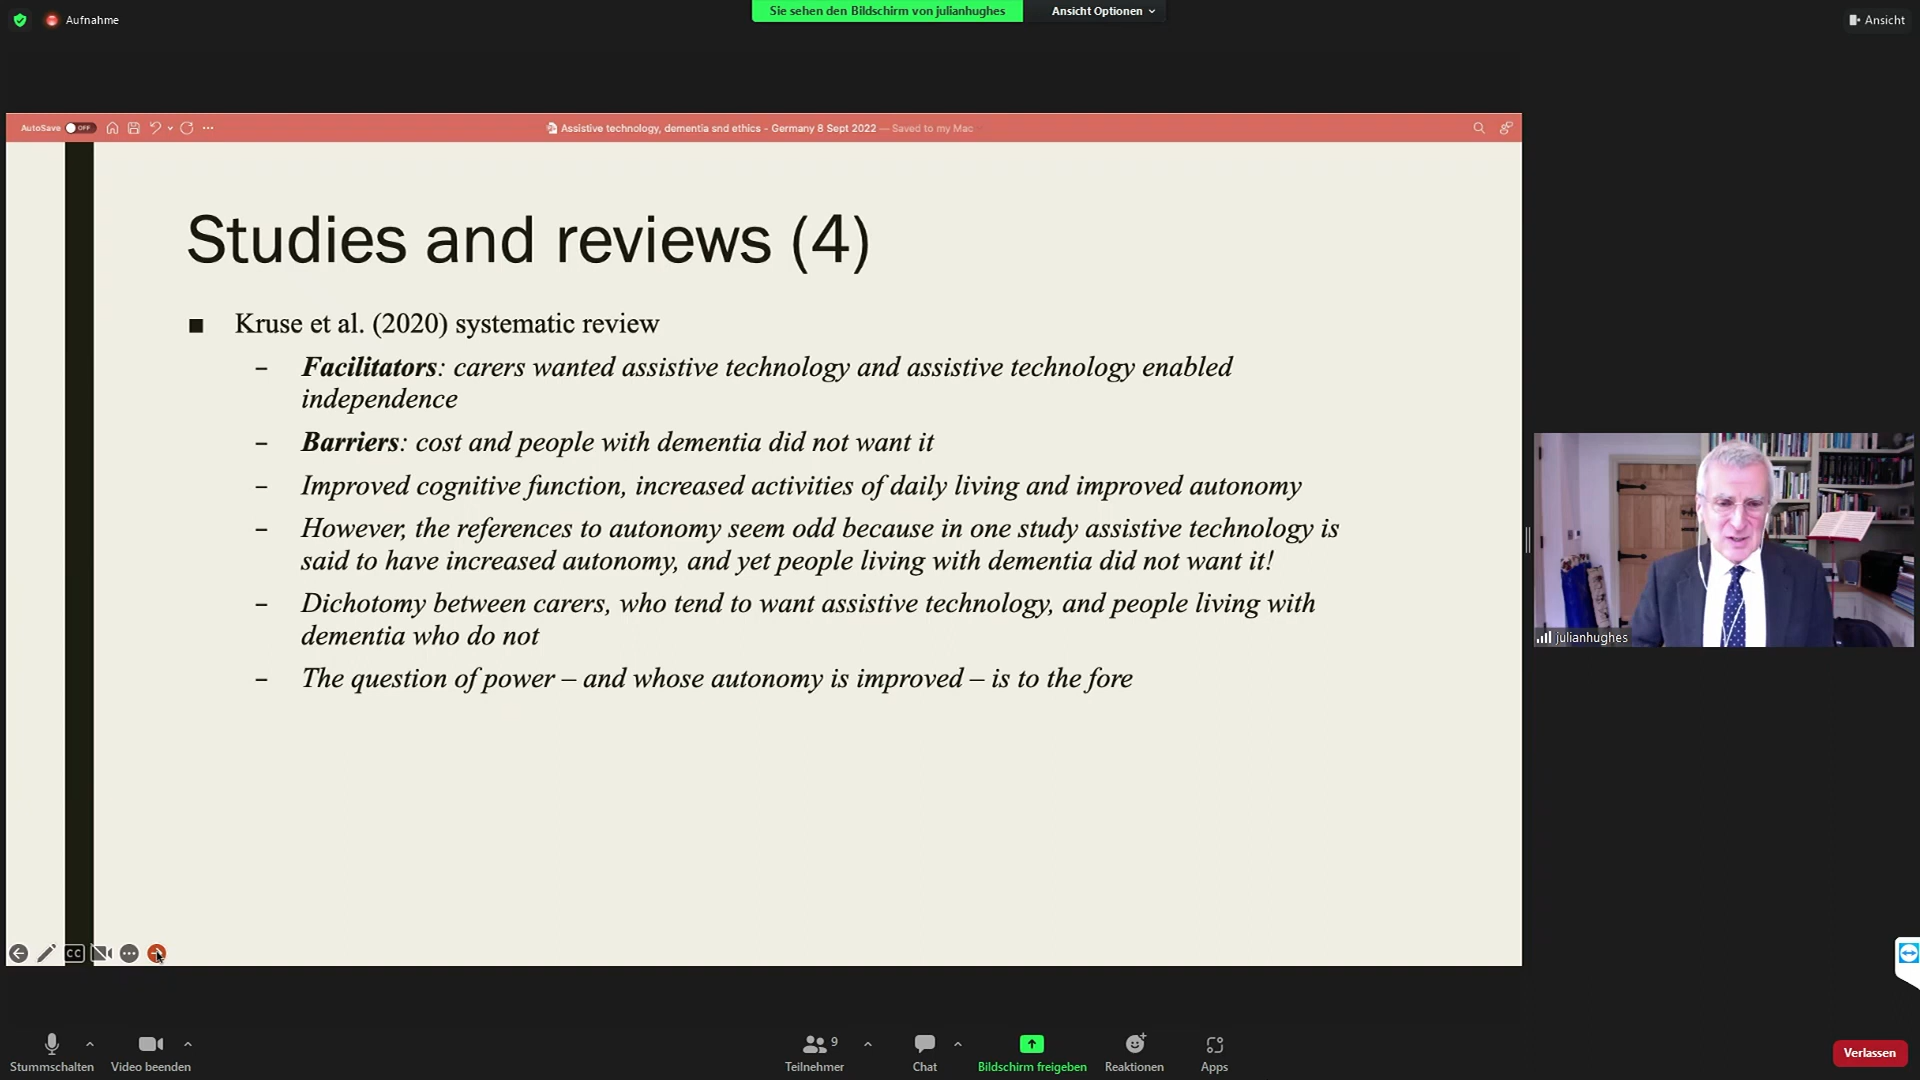 Aufnahme
Sie sehen den Bildschirm von julianhughes
Ansicht Optionen
Ansicht
AutoSave OFF
Assistive technology, dementia snd ethics - Germany 8 Sept 2022 — Saved to my Mac
Studies and reviews (4)
■ Kruse et al. (2020) systematic review
– Facilitators: carers wanted assistive technology and assistive technology enabled
independence
– Barriers: cost and people with dementia did not want it
– Improved cognitive function, increased activities of daily living and improved autonomy
– However, the references to autonomy seem odd because in one study assistive technology is
said to have increased autonomy, and yet people living with dementia did not want it!
– Dichotomy between carers, who tend to want assistive technology, and people living with
dementia who do not
– The question of power – and whose autonomy is improved – is to the fore
julianhughes
CC
Stummschalten
Video beenden
9
Teilnehmer
Chat
Bildschirm freigeben
Reaktionen
Apps
Verlassen